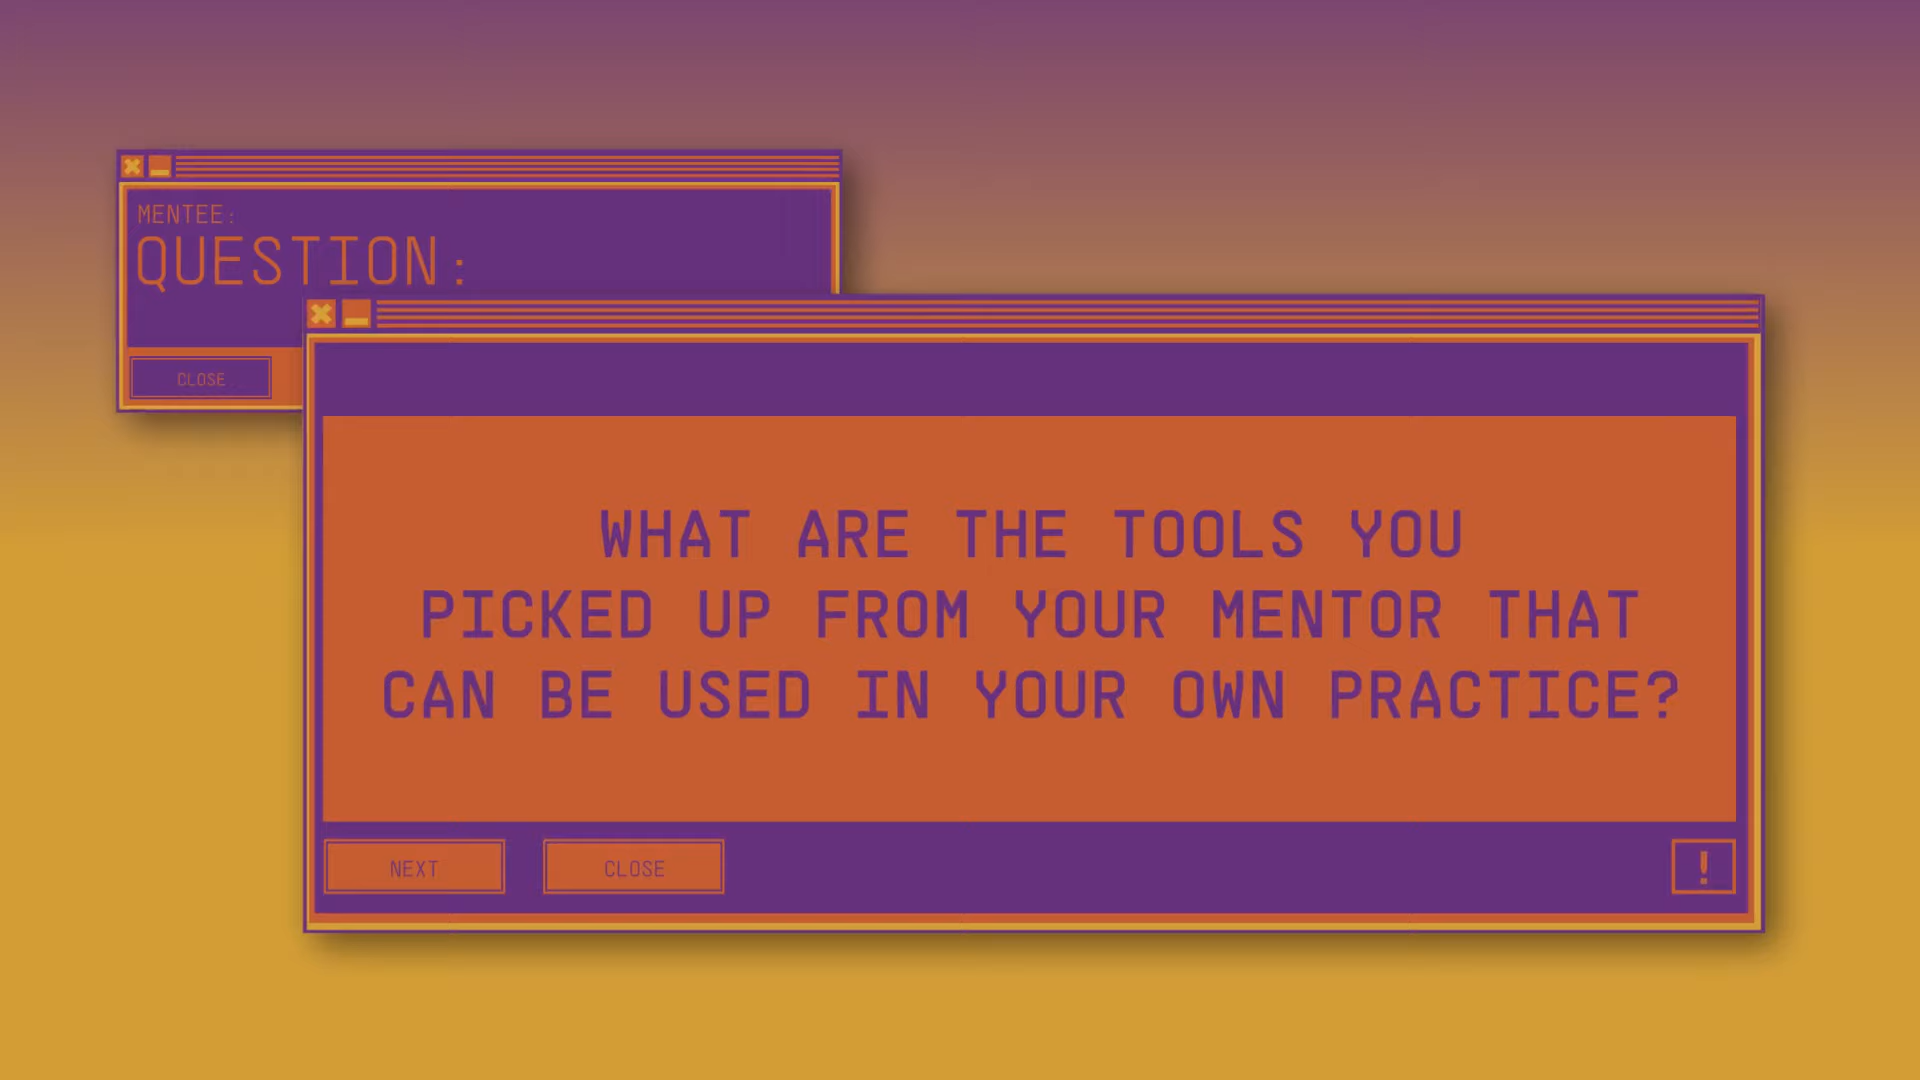 MENTEE:
QUESTION:
CLOSE
WHAT ARE THE TOOLS YOU
PICKED UP FROM YOUR MENTOR THAT
CAN BE USED IN YOUR OWN PRACTICE?
NEXT
CLOSE
!